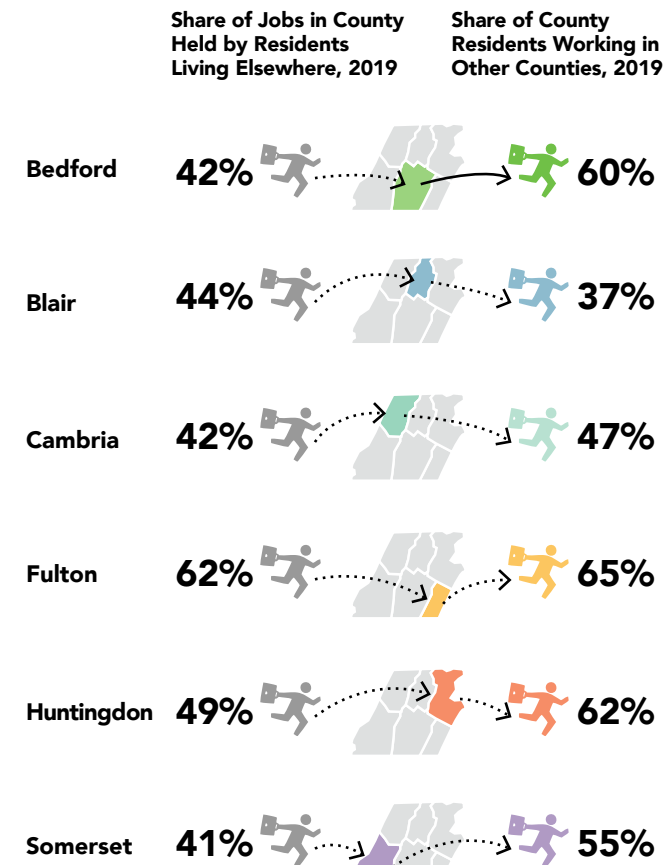 Share of Jobs in County
Held by Residents
Living Elsewhere, 2019
Share of County
Residents Working in
Other Counties, 2019
Bedford 42% 60%
Blair 44% 37%
Cambria 42% 47%
Fulton 62% 65%
Huntingdon 49% 62%
Somerset 41% 55%